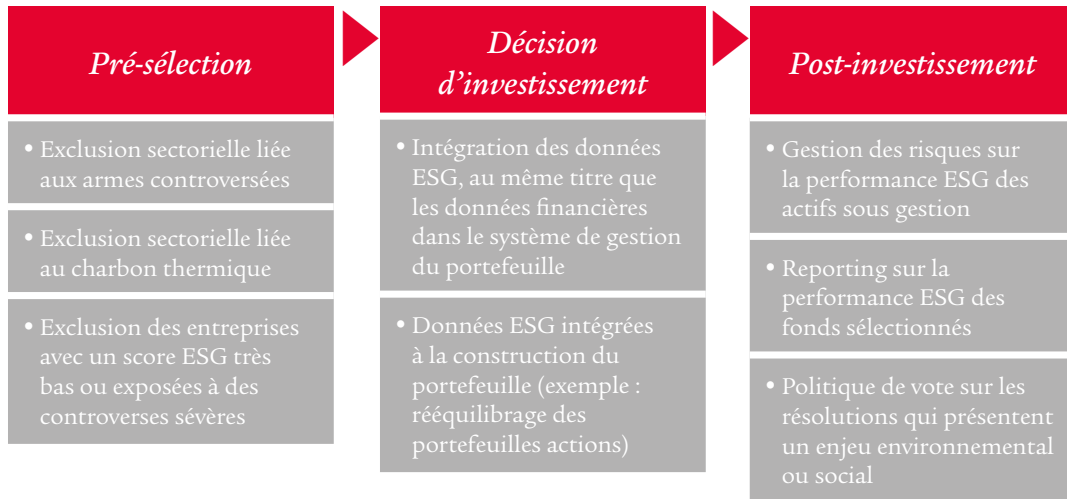 Pré-sélection
• Exclusion sectorielle liée
aux armes controversées
• Exclusion sectorielle liée
au charbon thermique
• Exclusion des entreprises
avec un score ESG très
bas ou exposées à des
controverses sévères
Décision
d'investissement
• Intégration des données
ESG, au même titre que
les données financières
dans le système de gestion
du portefeuille
• Données ESG intégrées
à la construction du
portefeuille (exemple :
rééquilibrage des
portefeuilles actions)
Post-investissement
• Gestion des risques sur
la performance ESG des
actifs sous gestion
• Reporting sur la
performance ESG des
fonds sélectionnés
• Politique de vote sur les
résolutions qui présentent
un enjeu environnemental
ou social